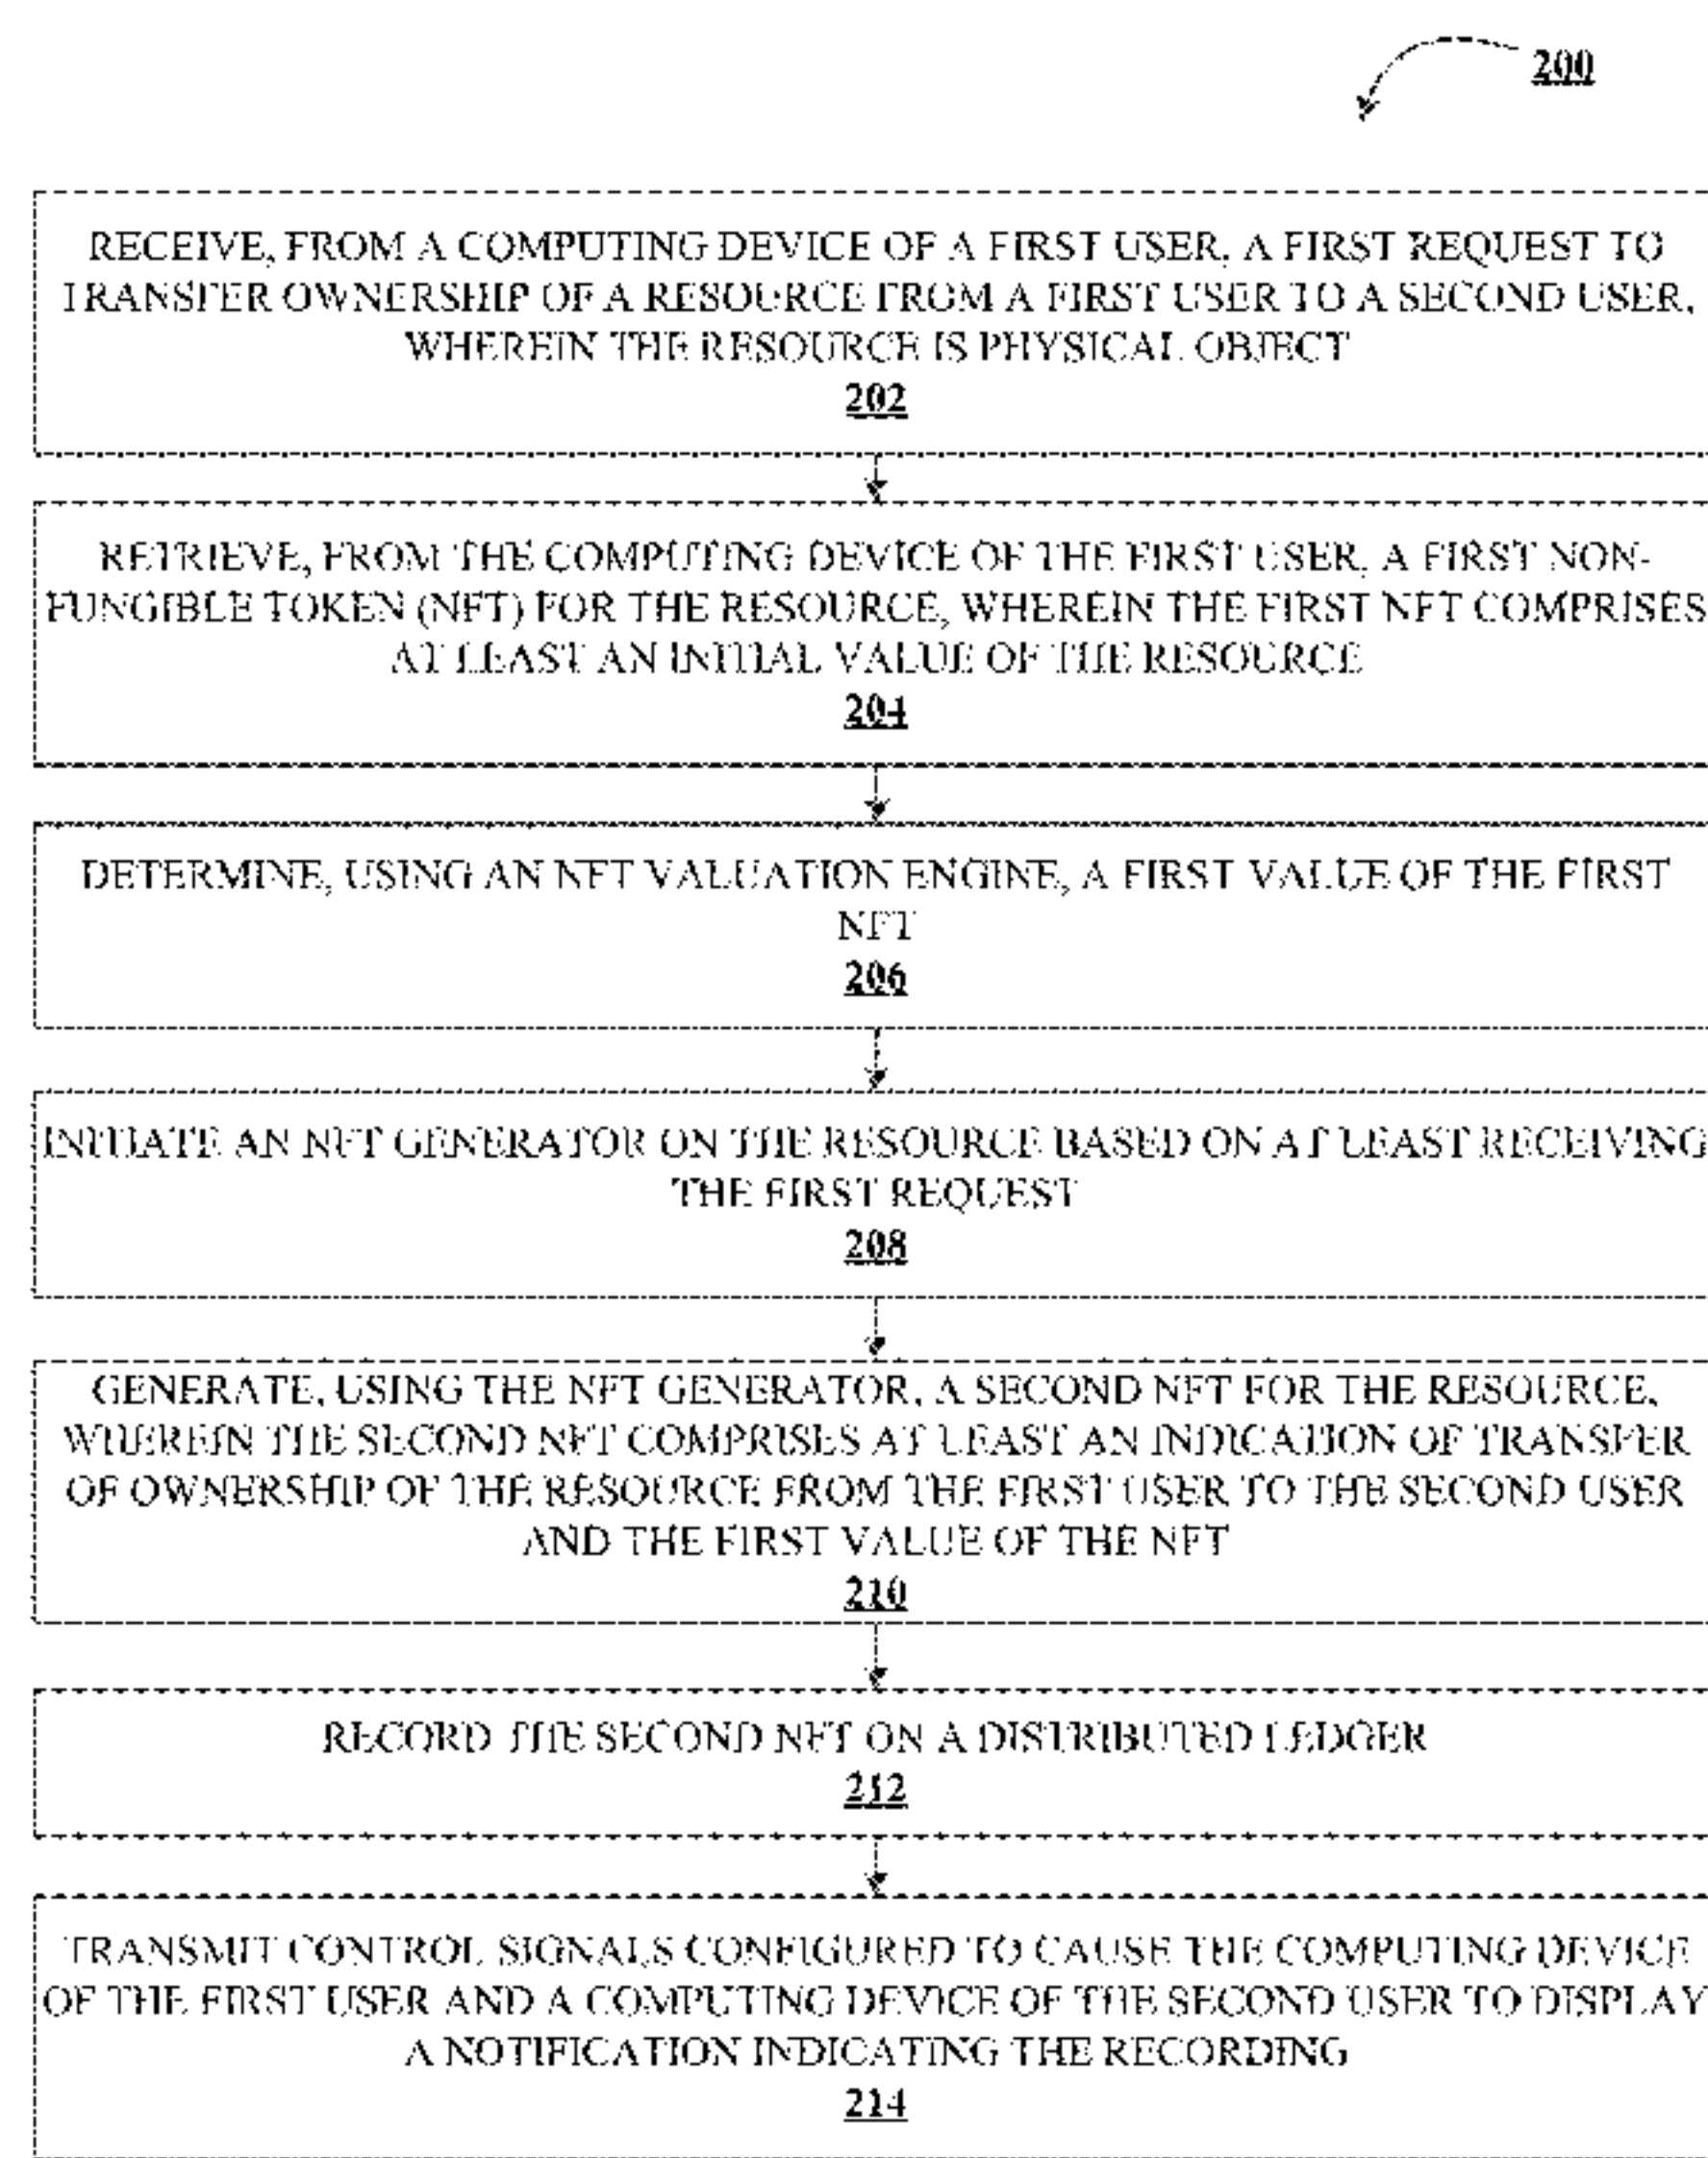 200
RECEIVE, FROM A COMPUTING DEVICE OF A FIRST USER, A FIRST REQUEST TO
TRANSFER OWNERSHIP OF A RESOURCE FROM A FIRST USER TO A SECOND USER,
WHEREIN THE RESOURCE IS PHYSICAL OBJECT
202
RETRIEVE, FROM THE COMPUTING DEVICE OF THE FIRST USER, A FIRST NON-
FUNGIBLE TOKEN (NFT) FOR THE RESOURCE, WHEREIN THE FIRST NFT COMPRISES
AT LEAST AN INITIAL VALUE OF THE RESOURCE
204
DETERMINE, USING AN NFT VALUATION ENGINE, A FIRST VALUE OF THE FIRST
NFT
206
INITIATE AN NFT GENERATOR ON THE RESOURCE BASED ON AT LEAST RECEIVING
THE FIRST REQUEST
208
GENERATE, USING THE NFT GENERATOR, A SECOND NFT FOR THE RESOURCE,
WHEREIN THE SECOND NFT COMPRISES AT LEAST AN INDICATION OF TRANSFER
OF OWNERSHIP OF THE RESOURCE FROM THE FIRST USER TO THE SECOND USER
AND THE FIRST VALUE OF THE NFT
210
RECORD THE SECOND NFT ON A DISTRIBUTED LEDGER
212
TRANSMIT CONTROL SIGNALS CONFIGURED TO CAUSE THE COMPUTING DEVICE
OF THE FIRST USER AND A COMPUTING DEVICE OF THE SECOND USER TO DISPLAY
A NOTIFICATION INDICATING THE RECORDING
214